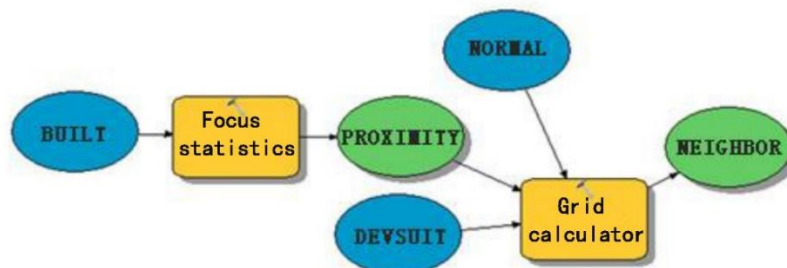 NORMAL
BUILT
Focus
statistics
PROXIMITY
NEIGHBOR
DEVSUIT
Grid
calculator